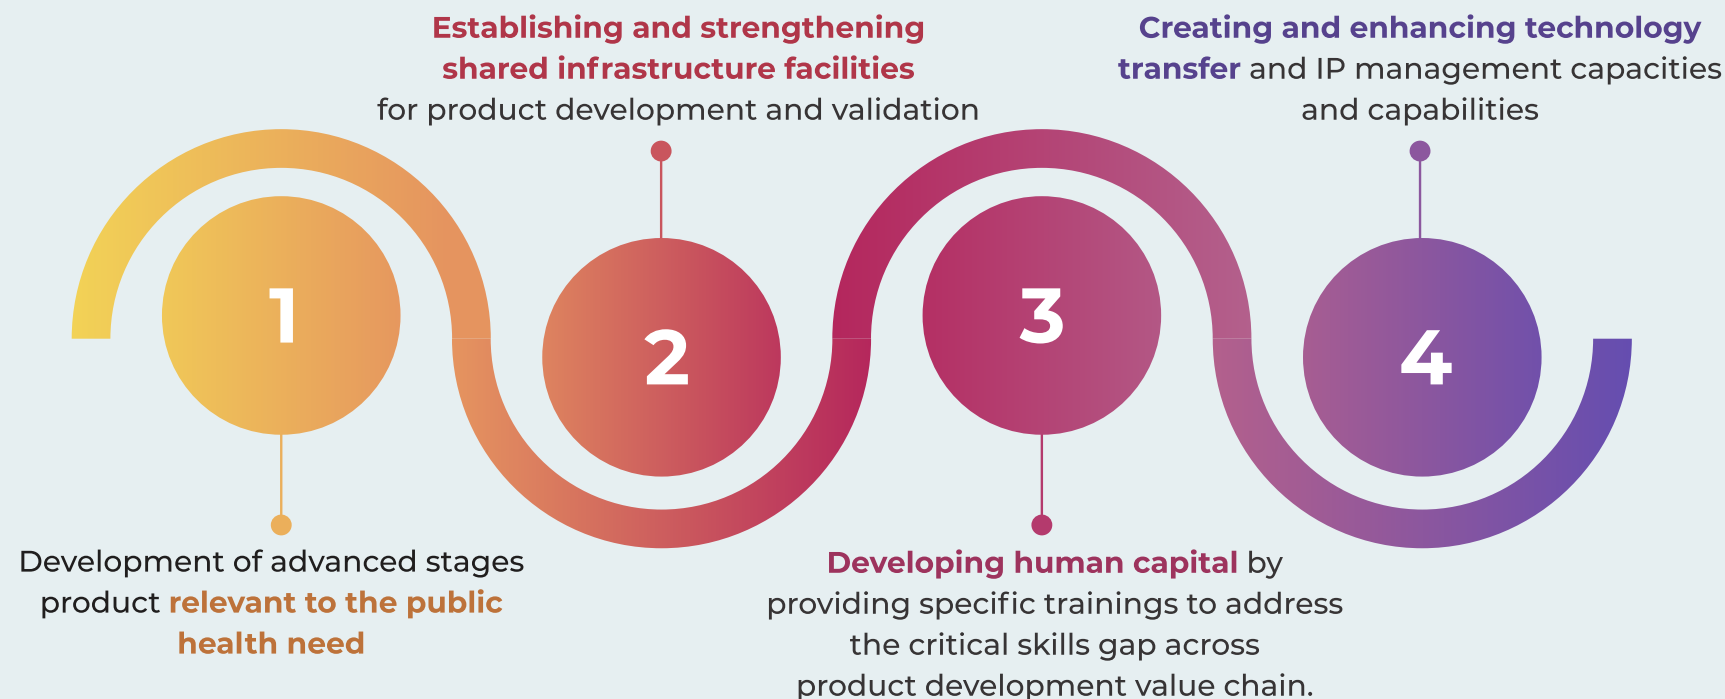 1
Development of advanced stages
product relevant to the public
health need
Establishing and strengthening
shared infrastructure facilities
for product development and validation
2
3
Developing human capital by
providing specific trainings to address
the critical skills gap across
product development value chain.
Creating and enhancing technology
transfer and IP management capacities
and capabilities
4